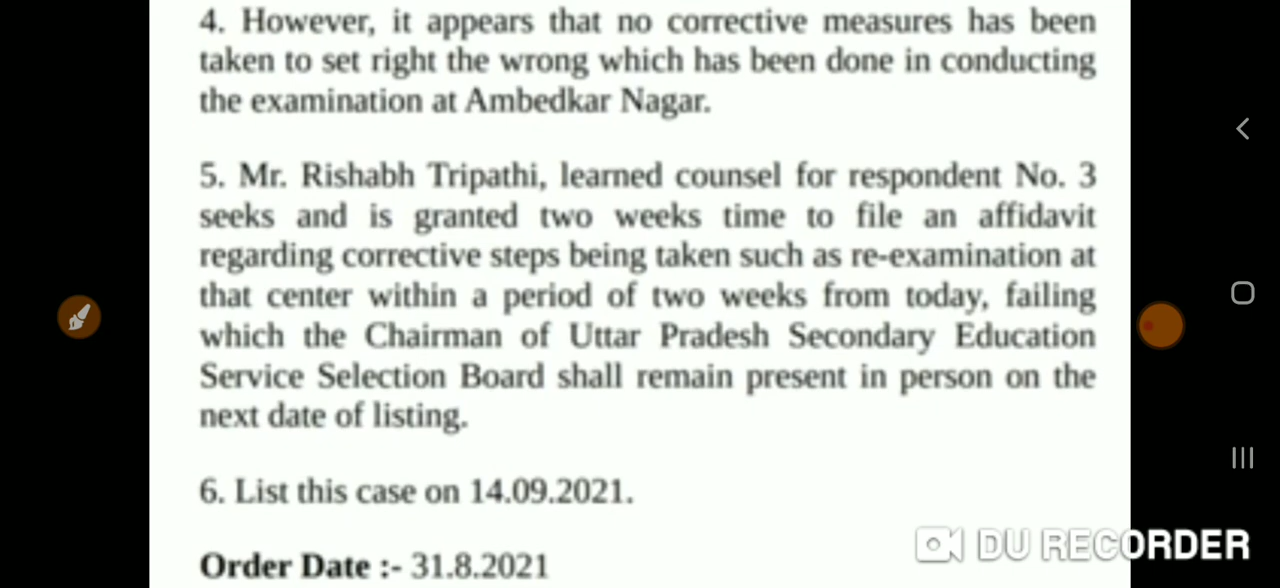 4. However, it appears that no corrective measures has been
taken to set right the wrong which has been done in conducting
the examination at Ambedkar Nagar.
5. Mr. Rishabh Tripathi, learned counsel for respondent No. 3
seeks and is granted two weeks time to file an affidavit
regarding corrective steps being taken such as re-examination at
that center within a period of two weeks from today, failing
which the Chairman of Uttar Pradesh Secondary Education
Service Selection Board shall remain present in person on the
next date of listing.
6. List this case on 14.09.2021.
Order Date :- 31.8.2021
DU RECORDER